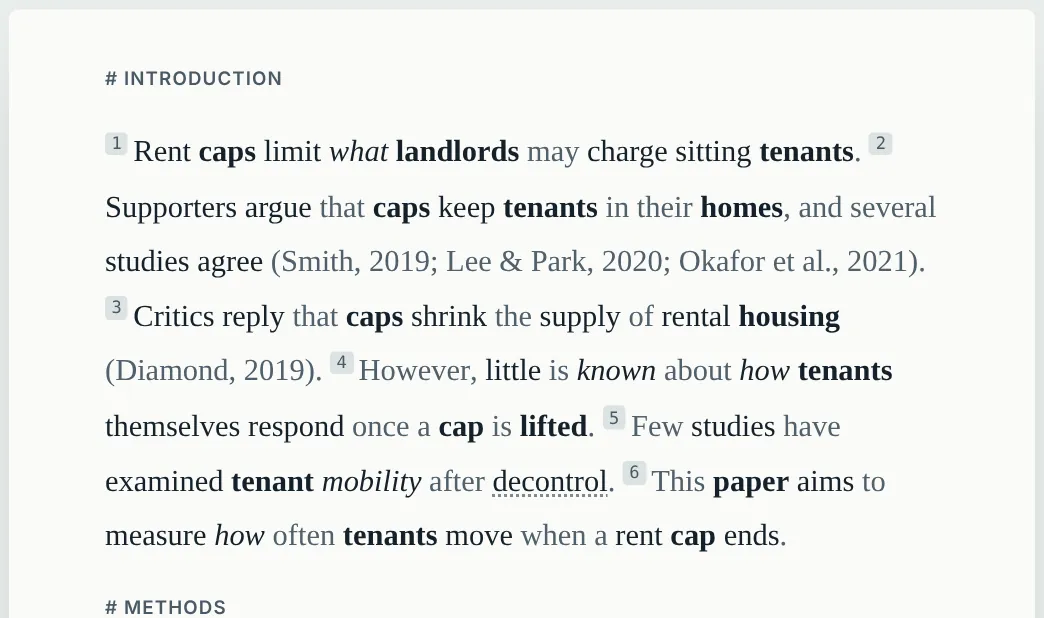 # INTRODUCTION
1 Rent caps limit what landlords may charge sitting tenants. 2
Supporters argue that caps keep tenants in their homes, and several
studies agree (Smith, 2019; Lee & Park, 2020; Okafor et al., 2021).
3 Critics reply that caps shrink the supply of rental housing
(Diamond, 2019). 4 However, little is known about how tenants
themselves respond once a cap is lifted. 5 Few studies have
examined tenant mobility after decontrol. 6 This paper aims to
measure how often tenants move when a rent cap ends.
# METHODS